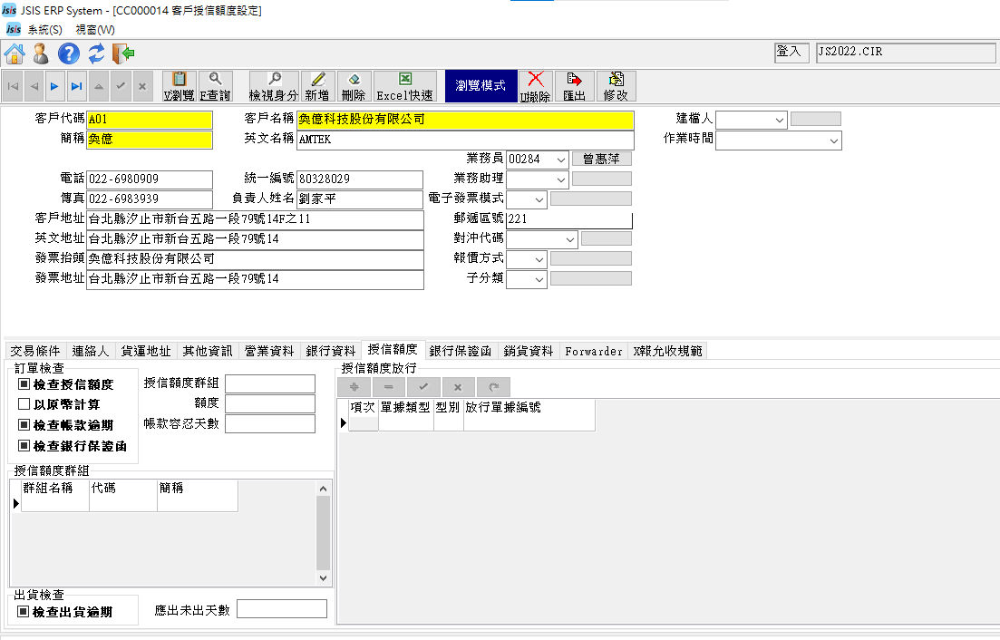 jsis JSIS ERP System - [CC000014 客戶授信額度設定]
jsis 系統(S) 視窗(W)
登入 JS2022.CIR
V瀏覽 F查詢 檢視身分 新增 刪除 Excel快速 瀏覽模式 U撤除 匯出 修改
客戶代碼 A01 客戶名稱 奐億科技股份有限公司 建檔人
簡稱 奐億 英文名稱 AMTEK 作業時間
業務員 00284 曾惠萍
電話 022-6980909 統一編號 80328029 業務助理
傳真 022-6983939 負責人姓名 劉家平 電子發票模式
客戶地址 台北縣汐止市新台五路一段79號14F之11 郵遞區號 221
英文地址 台北縣汐止市新台五路一段79號14 對沖代碼
發票抬頭 奐億科技股份有限公司 報價方式
發票地址 台北縣汐止市新台五路一段79號14 子分類
交易條件 連絡人 貨運地址 其他資訊 營業資料 銀行資料 授信額度 銀行保證函 銷貨資料 Forwarder X報允收規範
訂單檢查 授信額度放行
檢查授信額度 授信額度群組
以原幣計算 額度
檢查帳款逾期 帳款容忍天數
檢查銀行保證函
項次 單據類型 型別 放行單據編號
授信額度群組
群組名稱 代碼 簡稱
出貨檢查
檢查出貨逾期 應出未出天數